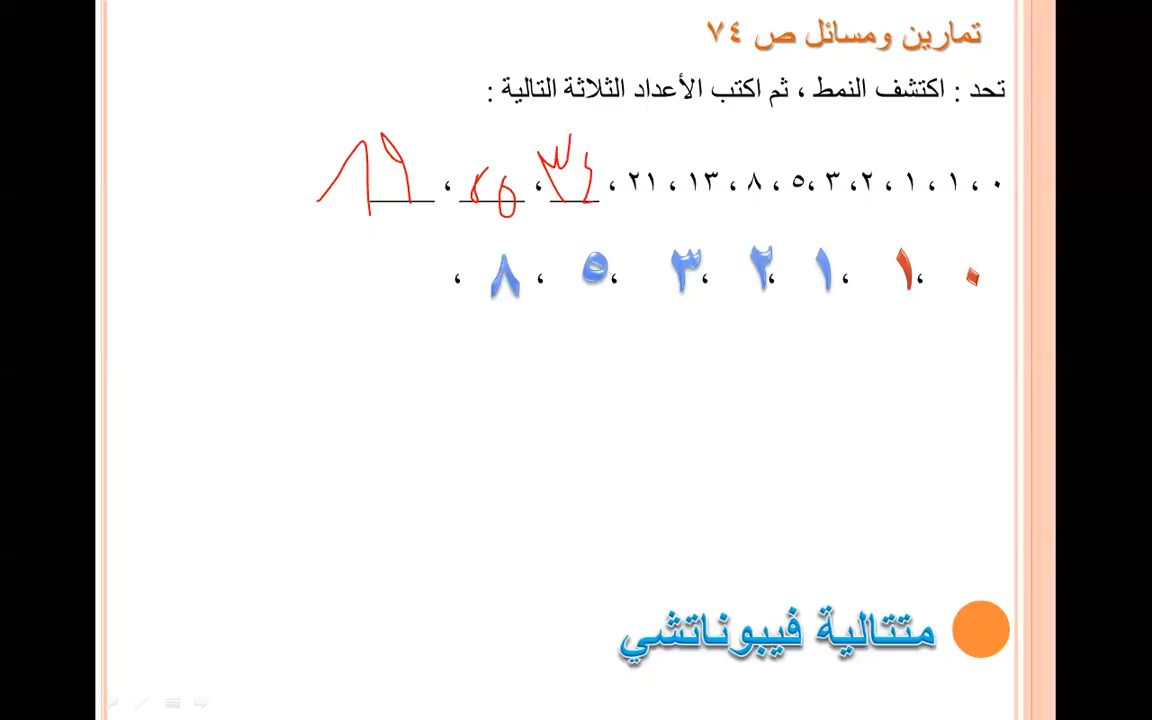 تمارين ومسائل ص ٧٤
تحد : اكتشف النمط ، ثم اكتب الأعداد الثلاثة التالية :
٠ ، ١ ، ١ ، ٢ ، ٣ ، ٥ ، ٨ ، ١٣ ، ٢١ ، ٣٤ ، ٥٥ ، ٨٩
٠ ، ١ ، ١ ، ٢ ، ٣ ، ٥ ، ٨ ،
متتالية فيبوناتشي